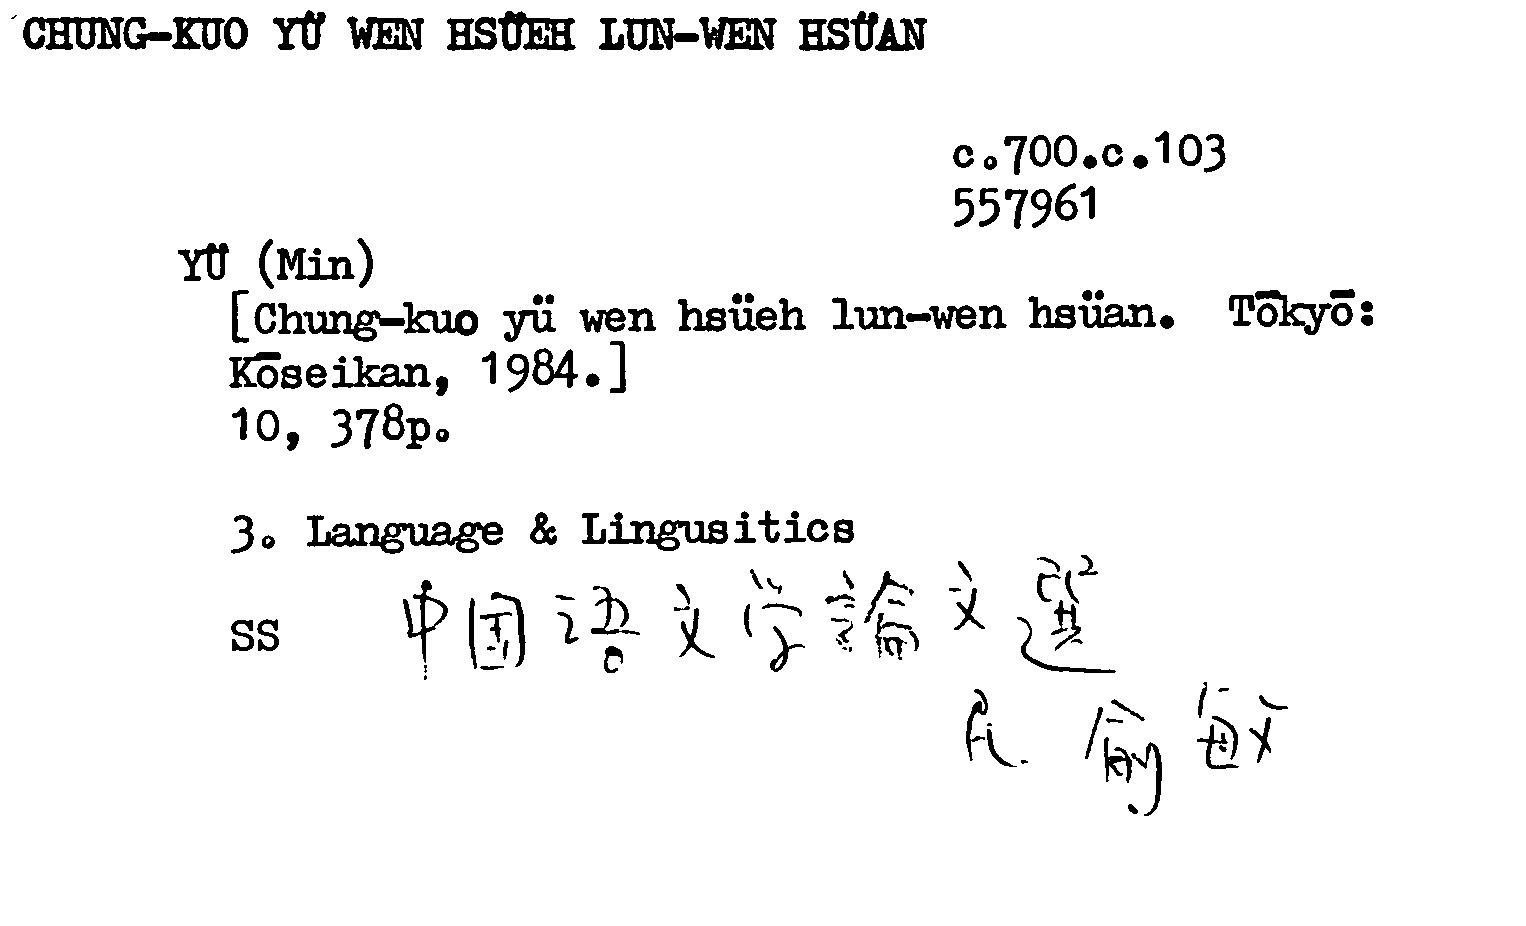 CHUNG-KUO YÜ WEN HSÜEH LUN-WEN HSÜAN
c.700.c.103
557961
YÜ (Min)
[Chung-kuo yü wen hsüeh lun-wen hsüan. Tōkyō:
Kōseikan, 1984.]
10, 378p.
3. Language & Lingusitics
SS 中国语文学論文選
俞敏